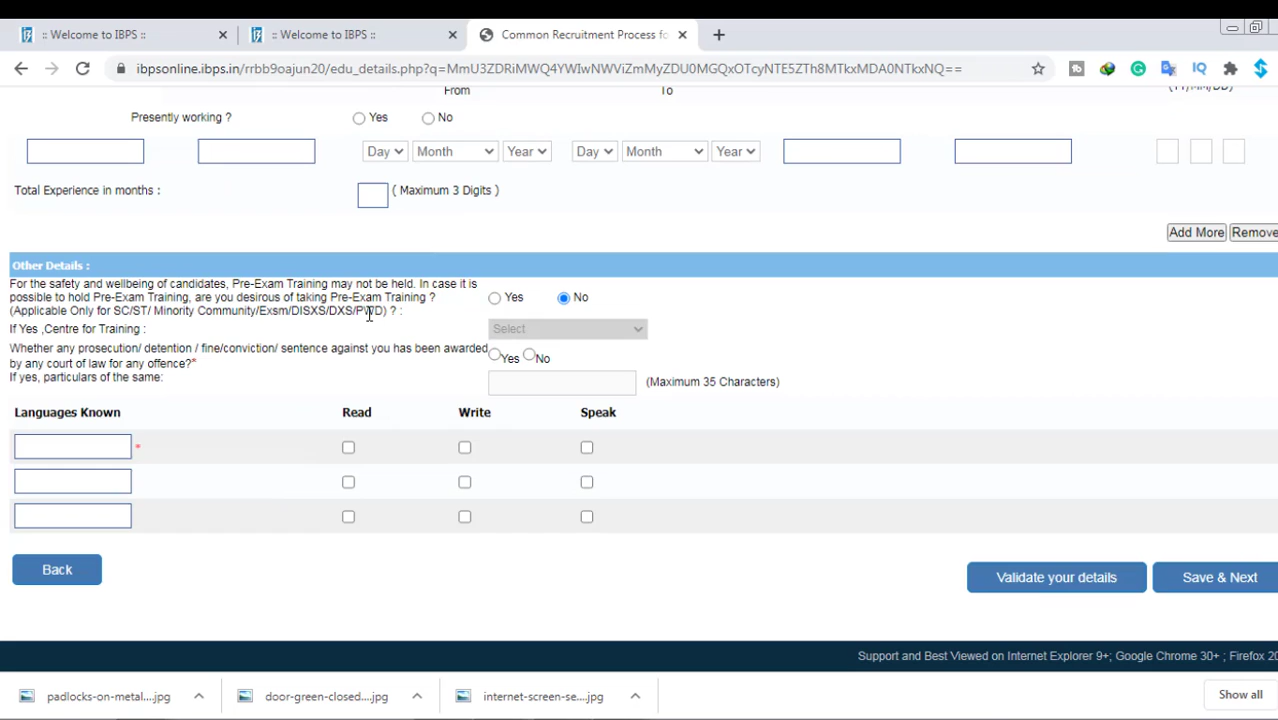 :: Welcome to IBPS ::
:: Welcome to IBPS ::
Common Recruitment Process fo
ibpsonline.ibps.in/rrbb9oajun20/edu_details.php?q=MmU3ZDRiMWQ4YWIwNWViZmMyZDU0MGQxOTcyNTE5ZTh8MTkxMDA0NTkxNQ==
From To (YY/MM/DD)
Presently working ? Yes No
Day Month Year Day Month Year
Total Experience in months : ( Maximum 3 Digits )
Add More Remove
Other Details :
For the safety and wellbeing of candidates, Pre-Exam Training may not be held. In case it is
possible to hold Pre-Exam Training, are you desirous of taking Pre-Exam Training ? Yes No
(Applicable Only for SC/ST/ Minority Community/Exsm/DISXS/DXS/PWD) ? :
If Yes ,Centre for Training : Select
Whether any prosecution/ detention / fine/conviction/ sentence against you has been awarded
by any court of law for any offence?* Yes No
If yes, particulars of the same: (Maximum 35 Characters)
Languages Known Read Write Speak
*
Back Validate your details Save & Next
Support and Best Viewed on Internet Explorer 9+; Google Chrome 30+ ; Firefox 20
padlocks-on-metal....jpg door-green-closed....jpg internet-screen-se....jpg Show all